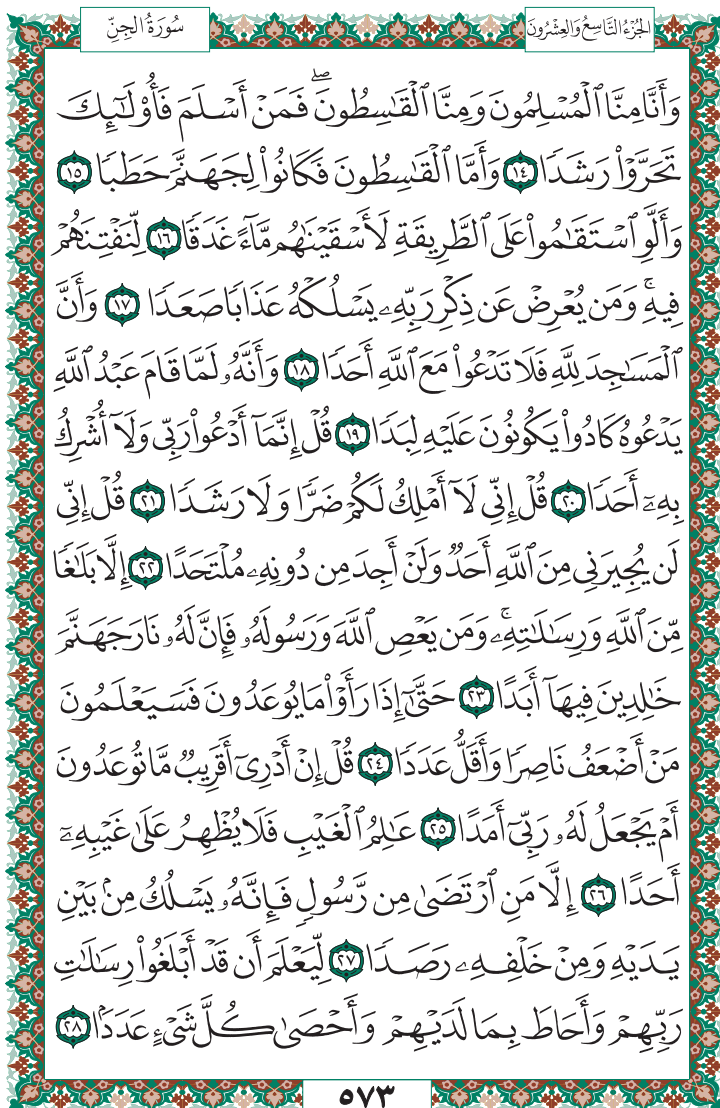 الجُزْءُ التَّاسِعُ وَالعِشْرُونَ
سُورَةُ الجِنِّ
وَأَنَّا مِنَّا ٱلْمُسْلِمُونَ وَمِنَّا ٱلْقَٰسِطُونَۖ فَمَنْ أَسْلَمَ فَأُو۟لَٰٓئِكَ
تَحَرَّوْا۟ رَشَدًا ١٤ وَأَمَّا ٱلْقَٰسِطُونَ فَكَانُوا۟ لِجَهَنَّمَ حَطَبًا ١٥
وَأَلَّوِ ٱسْتَقَٰمُوا۟ عَلَى ٱلطَّرِيقَةِ لَأَسْقَيْنَٰهُم مَّآءً غَدَقًا ١٦ لِّنَفْتِنَهُمْ
فِيهِۚ وَمَن يُعْرِضْ عَن ذِكْرِ رَبِّهِۦ يَسْلُكْهُ عَذَابًا صَعَدًا ١٧ وَأَنَّ
ٱلْمَسَٰجِدَ لِلَّهِ فَلَا تَدْعُوا۟ مَعَ ٱللَّهِ أَحَدًا ١٨ وَأَنَّهُۥ لَمَّا قَامَ عَبْدُ ٱللَّهِ
يَدْعُوهُ كَادُوا۟ يَكُونُونَ عَلَيْهِ لِبَدًا ١٩ قُلْ إِنَّمَآ أَدْعُوا۟ رَبِّى وَلَآ أُشْرِكُ
بِهِۦٓ أَحَدًا ٢٠ قُلْ إِنِّى لَآ أَمْلِكُ لَكُمْ ضَرًّا وَلَا رَشَدًا ٢١ قُلْ إِنِّى
لَن يُجِيرَنِى مِنَ ٱللَّهِ أَحَدٌ وَلَنْ أَجِدَ مِن دُونِهِۦ مُلْتَحَدًا ٢٢ إِلَّا بَلَٰغًا
مِّنَ ٱللَّهِ وَرِسَٰلَٰتِهِۦۚ وَمَن يَعْصِ ٱللَّهَ وَرَسُولَهُۥ فَإِنَّ لَهُۥ نَارَ جَهَنَّمَ
خَٰلِدِينَ فِيهَآ أَبَدًا ٢٣ حَتَّىٰٓ إِذَا رَأَوْا۟ مَا يُوعَدُونَ فَسَيَعْلَمُونَ
مَنْ أَضْعَفُ نَاصِرًا وَأَقَلُّ عَدَدًا ٢٤ قُلْ إِنْ أَدْرِىٓ أَقَرِيبٌ مَّا تُوعَدُونَ
أَمْ يَجْعَلُ لَهُۥ رَبِّىٓ أَمَدًا ٢٥ عَٰلِمُ ٱلْغَيْبِ فَلَا يُظْهِرُ عَلَىٰ غَيْبِهِۦٓ
أَحَدًا ٢٦ إِلَّا مَنِ ٱرْتَضَىٰ مِن رَّسُولٍ فَإِنَّهُۥ يَسْلُكُ مِنۢ بَيْنِ
يَدَيْهِ وَمِنْ خَلْفِهِۦ رَصَدًا ٢٧ لِّيَعْلَمَ أَن قَدْ أَبْلَغُوا۟ رِسَٰلَٰتِ
رَبِّهِمْ وَأَحَاطَ بِمَا لَدَيْهِمْ وَأَحْصَىٰ كُلَّ شَىْءٍ عَدَدًۢا ٢٨
٥٧٣